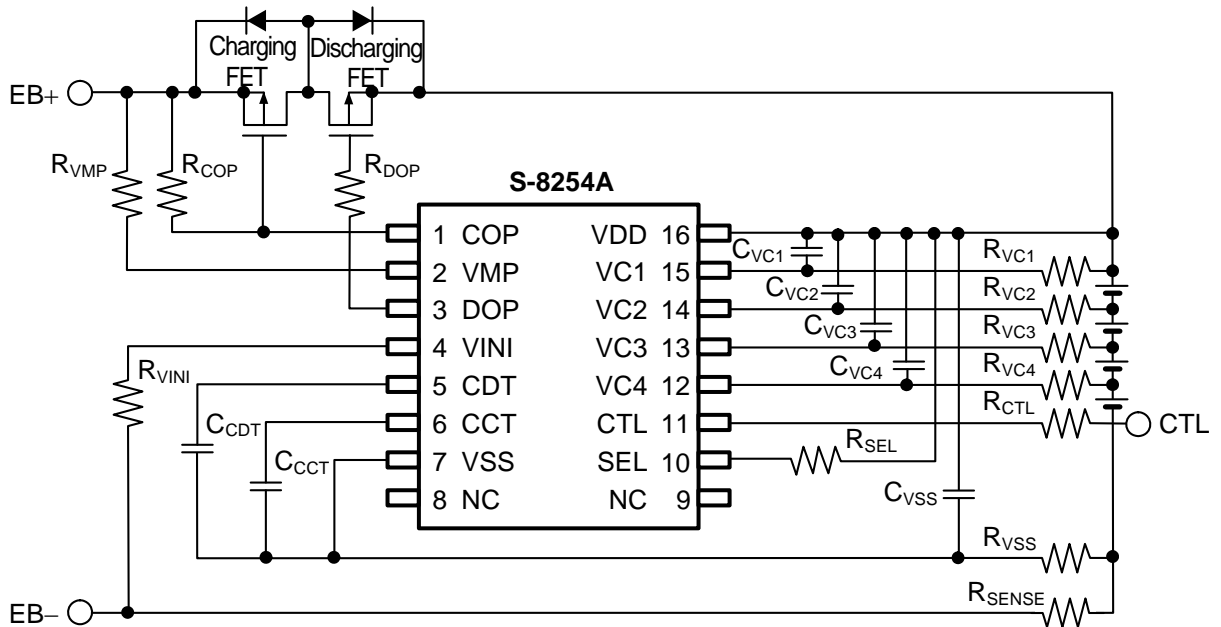 Charging Discharging
FET FET
EB+
RVMP
RCOP
RDOP
S-8254A
1 COP VDD 16
2 VMP VC1 15
3 DOP VC2 14
4 VINI VC3 13
5 CDT VC4 12
6 CCT CTL 11
7 VSS SEL 10
8 NC NC 9
CVC1
CVC2
CVC3
CVC4
RVC1
RVC2
RVC3
RVC4
RCTL
CTL
RSEL
RVINI
CCDT
CCCT
CVSS
RVSS
RSENSE
EB−